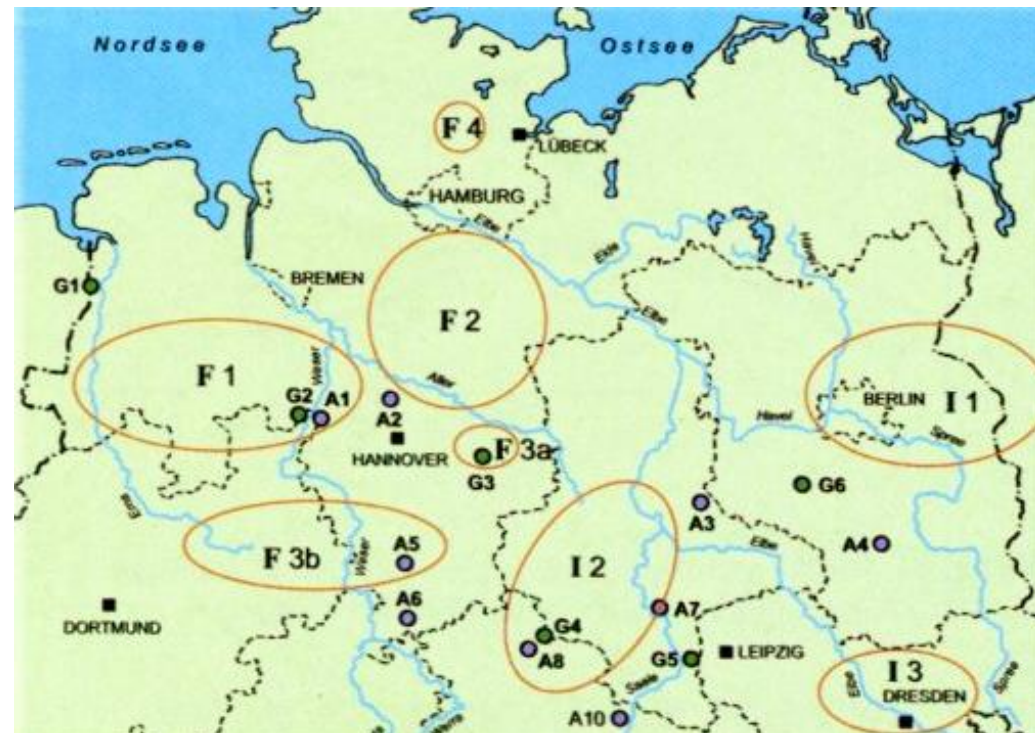 Nordsee
Ostsee
F 4
LÜBECK
HAMBURG
Elbe
Elde
Havel
G1
BREMEN
F 2
Elbe
F 1
Weser
Aller
G2
A1
A2
HANNOVER
F 3a
G3
BERLIN
I 1
Havel
Spree
G6
A3
A4
Ems
F 3b
Weser
A5
I 2
Elbe
DORTMUND
A6
A7
G4
A8
G5
LEIPZIG
Saale
I 3
Elbe
DRESDEN
Spree
A10